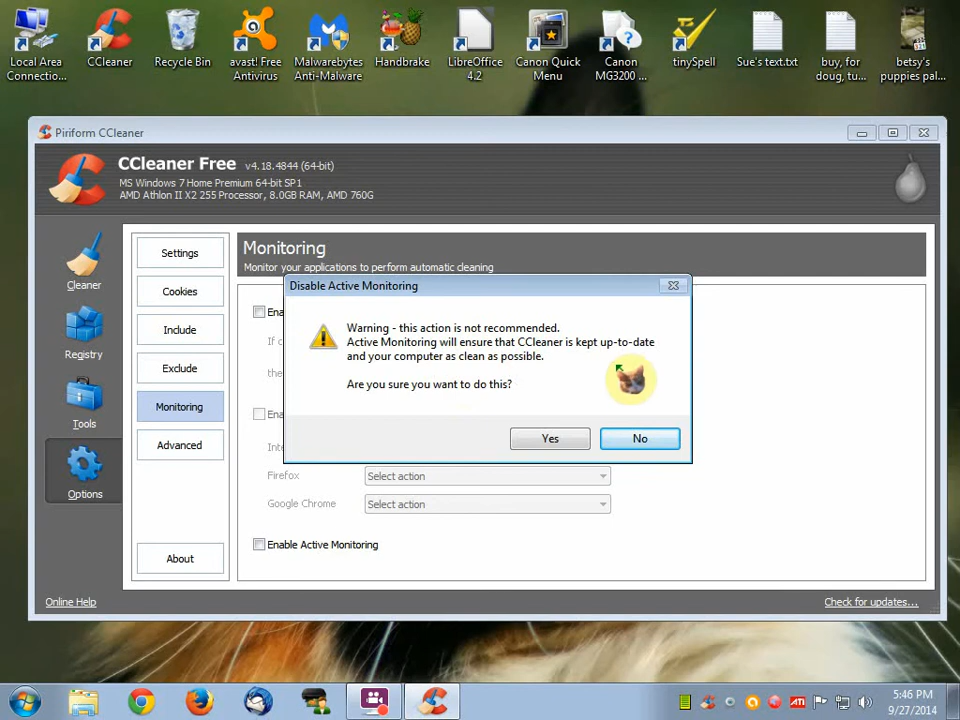 Local Area
Connectio...
CCleaner
Recycle Bin
avast! Free
Antivirus
Malwarebytes
Anti-Malware
Handbrake
LibreOffice
4.2
Canon Quick
Menu
Canon
MG3200 ...
tinySpell
Sue's text.txt
buy, for
doug, tu...
betsy's
puppies pal...
Piriform CCleaner
CCleaner Free v4.18.4844 (64-bit)
MS Windows 7 Home Premium 64-bit SP1
AMD Athlon II X2 255 Processor, 8.0GB RAM, AMD 760G
Cleaner
Registry
Tools
Options
Settings
Cookies
Include
Exclude
Monitoring
Advanced
About
Monitoring
Monitor your applications to perform automatic cleaning
Ena
If c
the
Disable Active Monitoring
Warning - this action is not recommended.
Active Monitoring will ensure that CCleaner is kept up-to-date
and your computer as clean as possible.
Are you sure you want to do this?
Yes
No
Ena
Inte
Firefox
Select action
Google Chrome
Select action
Enable Active Monitoring
Online Help
Check for updates...
ATI
5:46 PM
9/27/2014